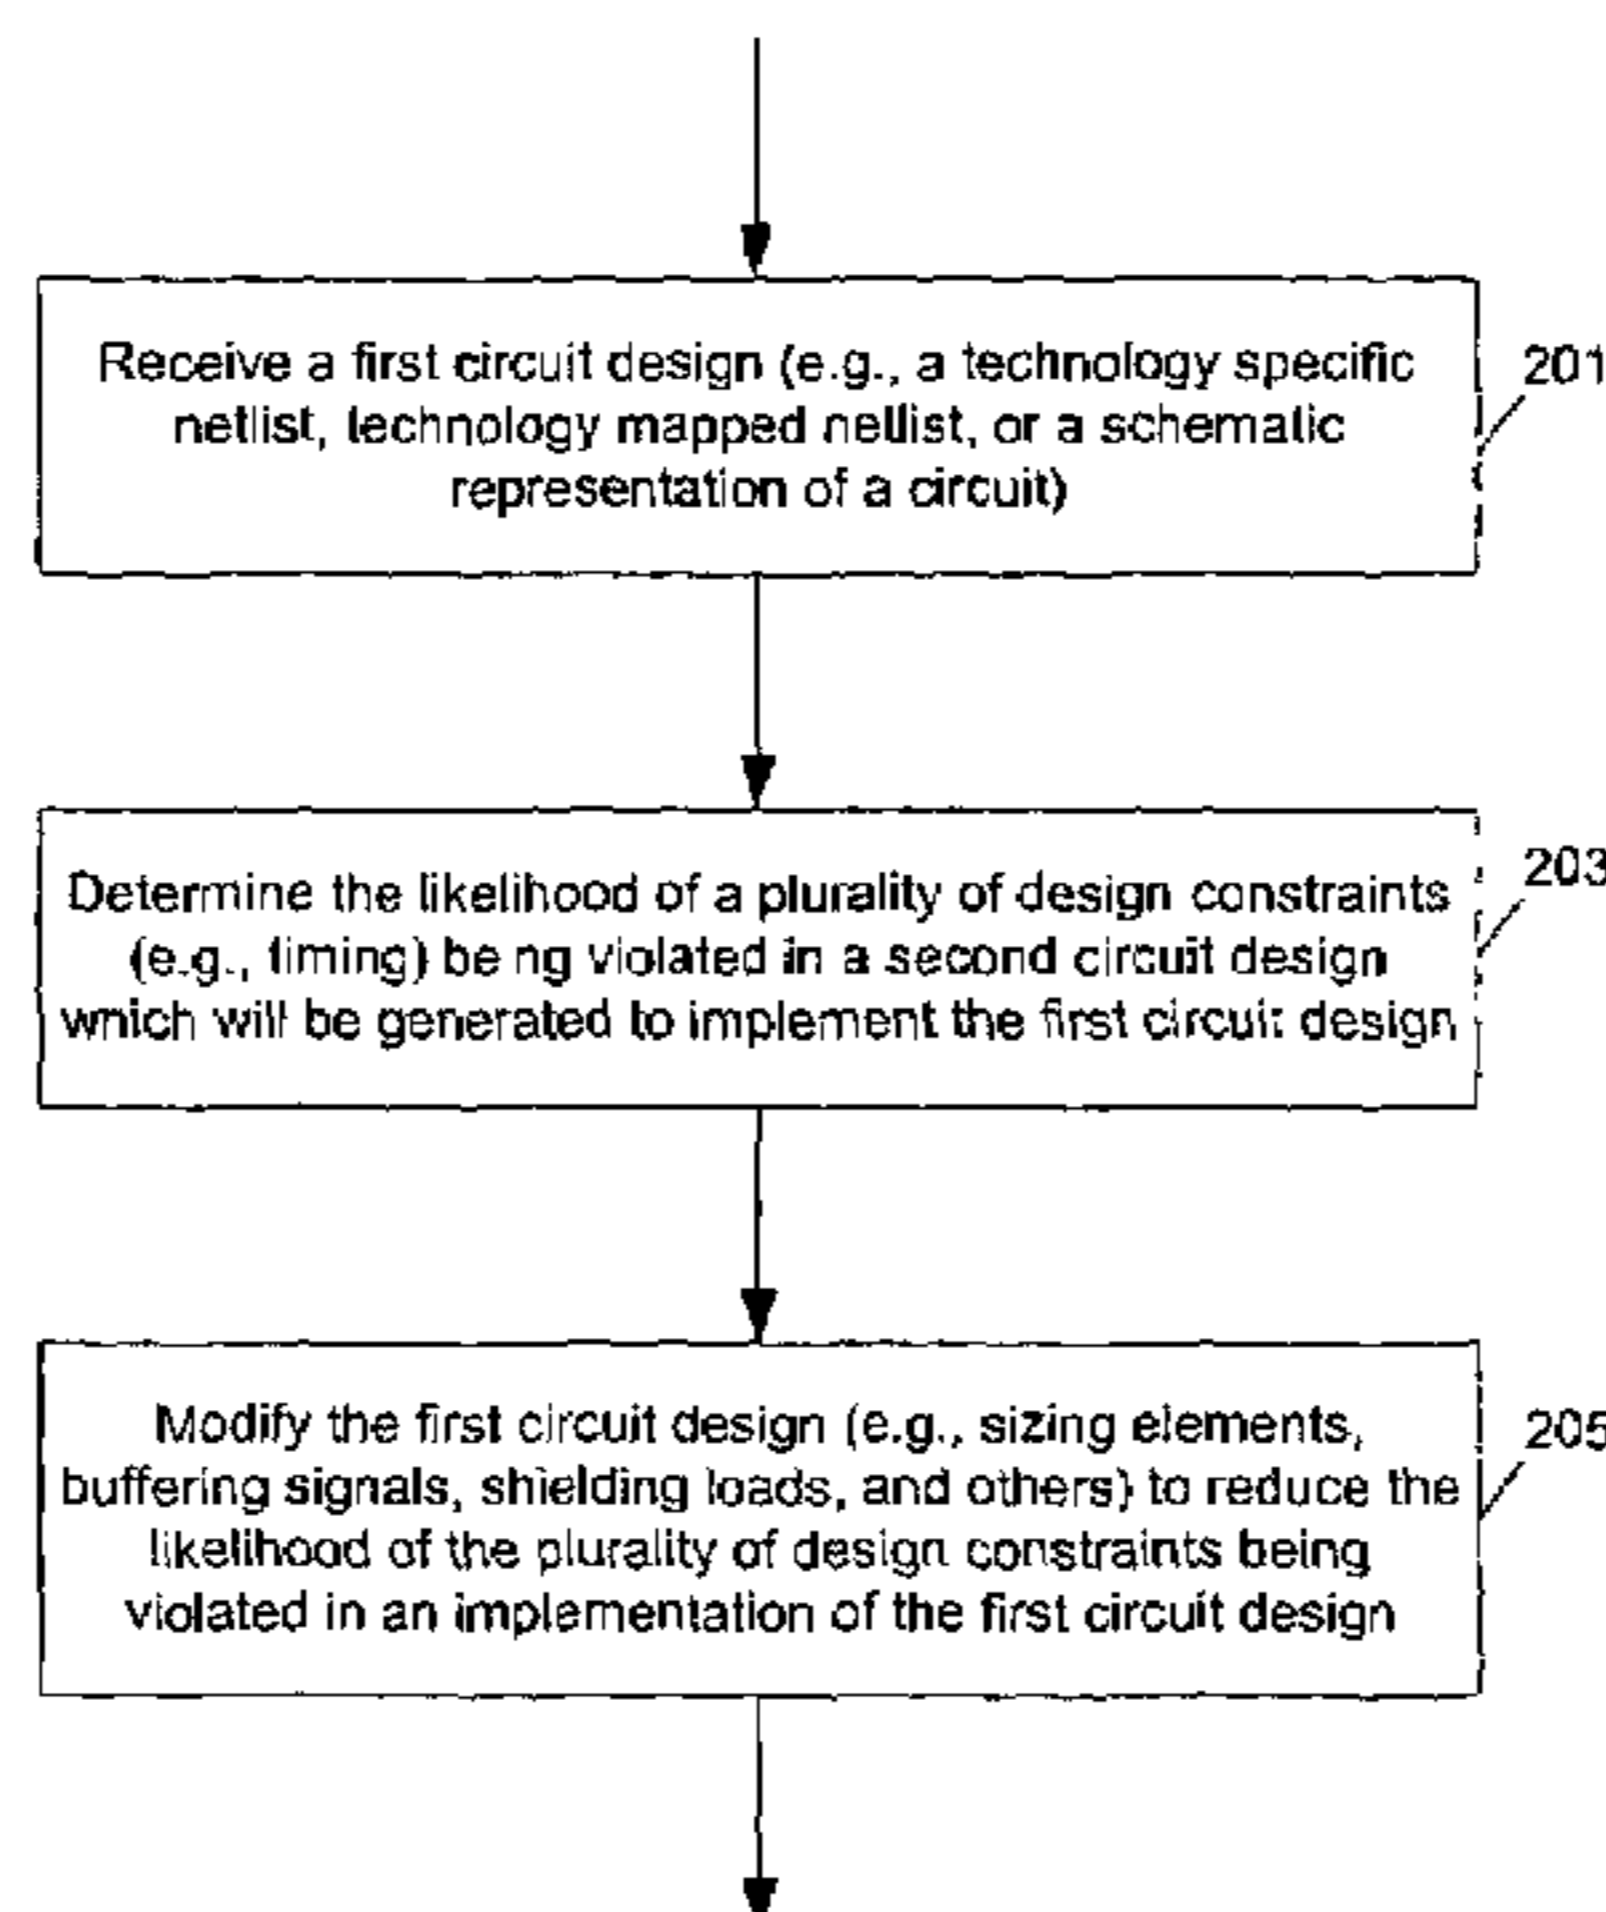 Receive a first circuit design (e.g., a technology specific
netlist, technology mapped netlist, or a schematic
representation of a circuit)
201
Determine the likelihood of a plurality of design constraints
(e.g., timing) being violated in a second circuit design
which will be generated to implement the first circuit design
203
Modify the first circuit design (e.g., sizing elements,
buffering signals, shielding loads, and others) to reduce the
likelihood of the plurality of design constraints being
violated in an implementation of the first circuit design
205